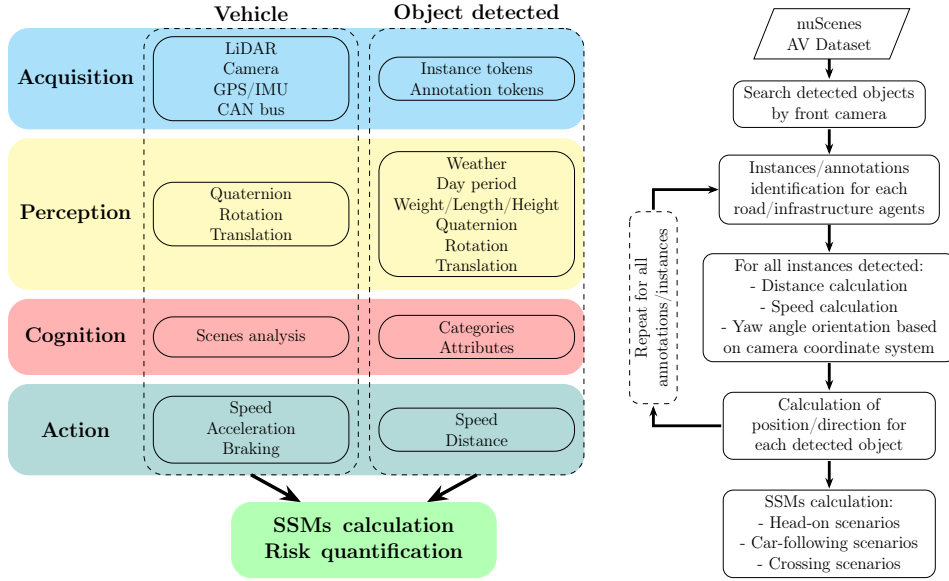 Vehicle
Object detected
Acquisition
LiDAR
Camera
GPS/IMU
CAN bus
Instance tokens
Annotation tokens
Perception
Quaternion
Rotation
Translation
Weather
Day period
Weight/Length/Height
Quaternion
Rotation
Translation
Cognition
Scenes analysis
Categories
Attributes
Action
Speed
Acceleration
Braking
Speed
Distance
SSMs calculation
Risk quantification
nuScenes
AV Dataset
Search detected objects
by front camera
Instances/annotations
identification for each
road/infrastructure agents
For all instances detected:
- Distance calculation
- Speed calculation
- Yaw angle orientation based
on camera coordinate system
Repeat for all
annotations/instances
Calculation of
position/direction for
each detected object
SSMs calculation:
- Head-on scenarios
- Car-following scenarios
- Crossing scenarios